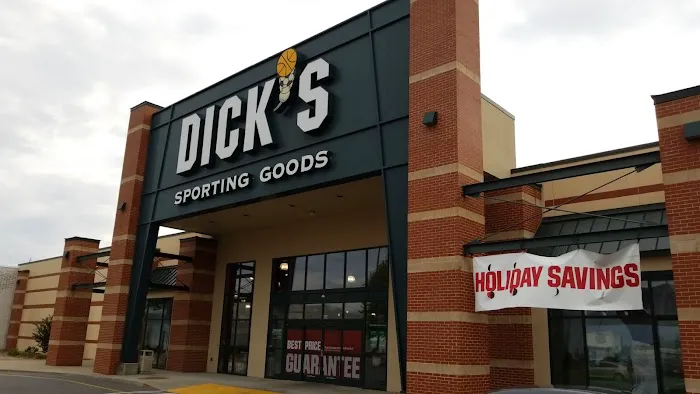 DICK'S
SPORTING GOODS
HOLIDAY SAVINGS
BEST PRICE
GUARANTEE